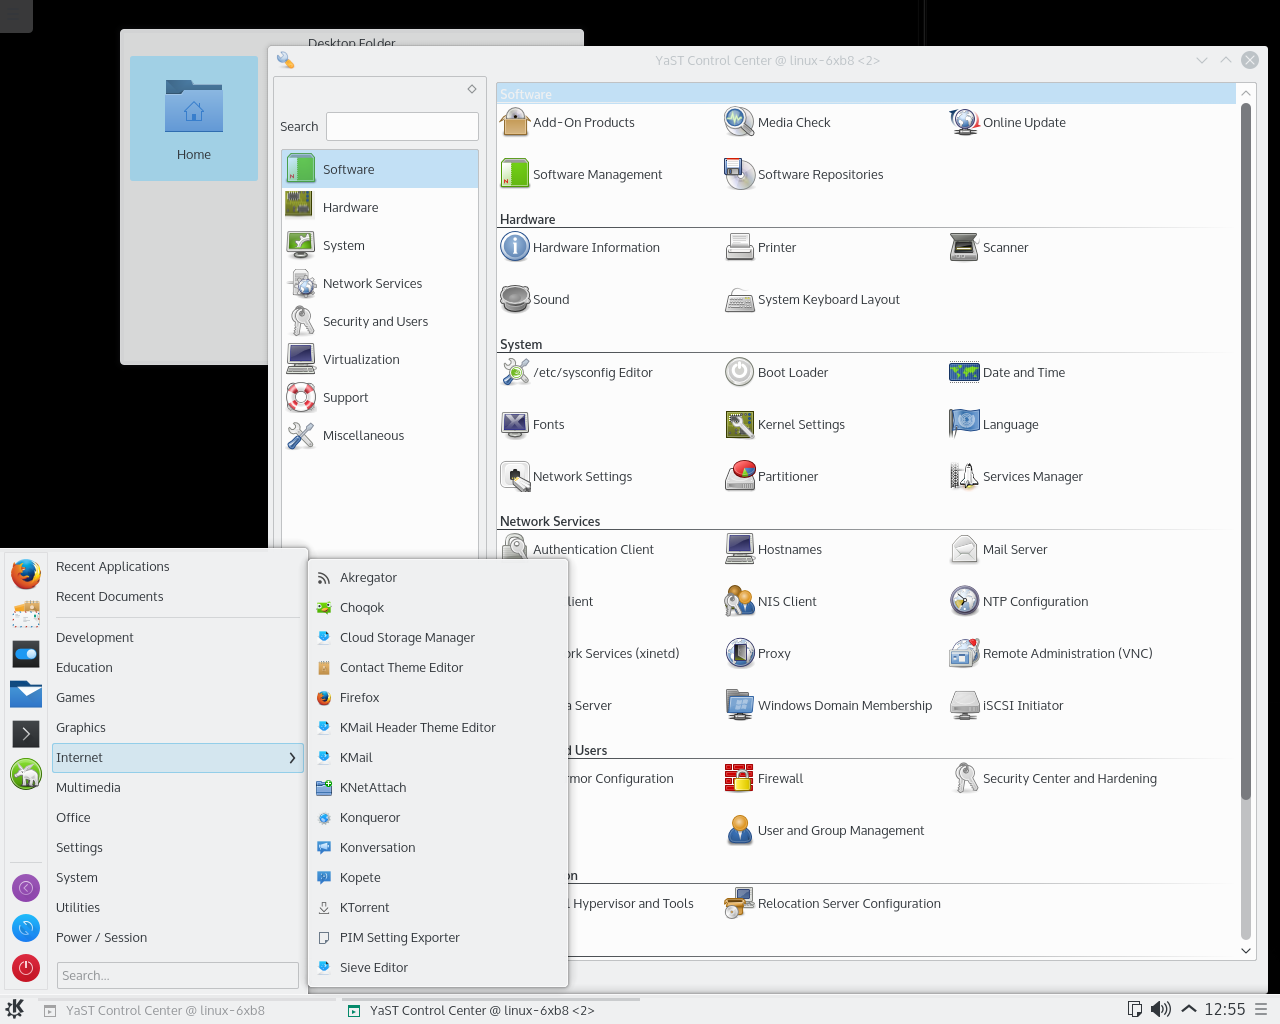 Desktop Folder
Home
YaST Control Center @ linux-6xb8 <2>
Search
Software
Hardware
System
Network Services
Security and Users
Virtualization
Support
Miscellaneous
Software
Add-On Products
Media Check
Online Update
Software Management
Software Repositories
Hardware
Hardware Information
Printer
Scanner
Sound
System Keyboard Layout
System
/etc/sysconfig Editor
Boot Loader
Date and Time
Fonts
Kernel Settings
Language
Network Settings
Partitioner
Services Manager
Network Services
Authentication Client
Hostnames
Mail Server
NIS Client
NTP Configuration
rk Services (xinetd)
Proxy
Remote Administration (VNC)
Server
Windows Domain Membership
iSCSI Initiator
d Users
rmor Configuration
Firewall
Security Center and Hardening
User and Group Management
on
Hypervisor and Tools
Relocation Server Configuration
Recent Applications
Recent Documents
Development
Education
Games
Graphics
Internet
Multimedia
Office
Settings
System
Utilities
Power / Session
Search...
Akregator
Choqok
Cloud Storage Manager
Contact Theme Editor
Firefox
KMail Header Theme Editor
KMail
KNetAttach
Konqueror
Konversation
Kopete
KTorrent
PIM Setting Exporter
Sieve Editor
YaST Control Center @ linux-6xb8
YaST Control Center @ linux-6xb8 <2>
12:55